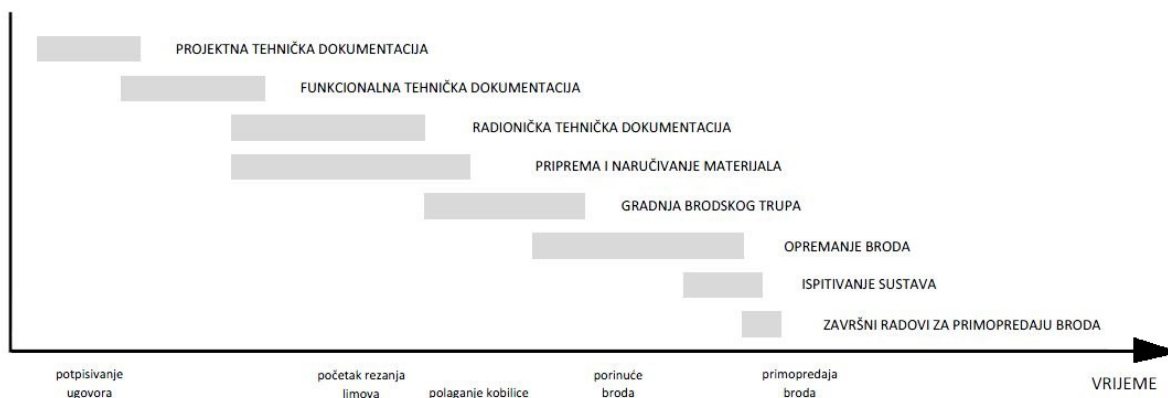 PROJEKTNA TEHNIČKA DOKUMENTACIJA
FUNKCIONALNA TEHNIČKA DOKUMENTACIJA
RADIONIČKA TEHNIČKA DOKUMENTACIJA
PRIPREMA I NARUČIVANJE MATERIJALA
GRADNJA BRODSKOG TRUPA
OPREMANJE BRODA
ISPITIVANJE SUSTAVA
ZAVRŠNI RADOVI ZA PRIMOPREDAJU BRODA
potpisivanje
ugovora
početak rezanja
limova
polaganje kobilice
porinuće
broda
primopredaja
broda
VRIJEME